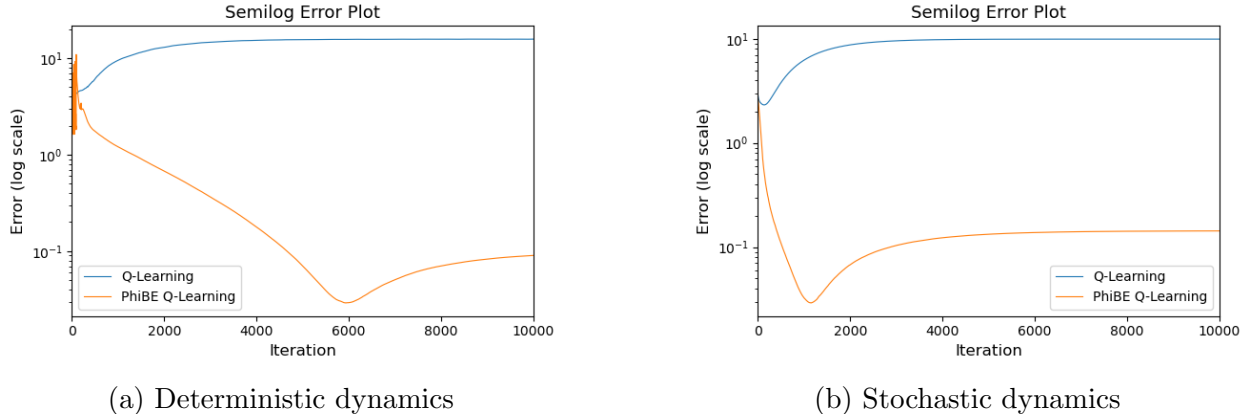 Semilog Error Plot
Error (log scale)
10¹
10⁰
10⁻¹
Q-Learning
PhiBE Q-Learning
0 2000 4000 6000 8000 10000
Iteration
(a) Deterministic dynamics
Semilog Error Plot
Error (log scale)
10¹
10⁰
10⁻¹
Q-Learning
PhiBE Q-Learning
0 2000 4000 6000 8000 10000
Iteration
(b) Stochastic dynamics